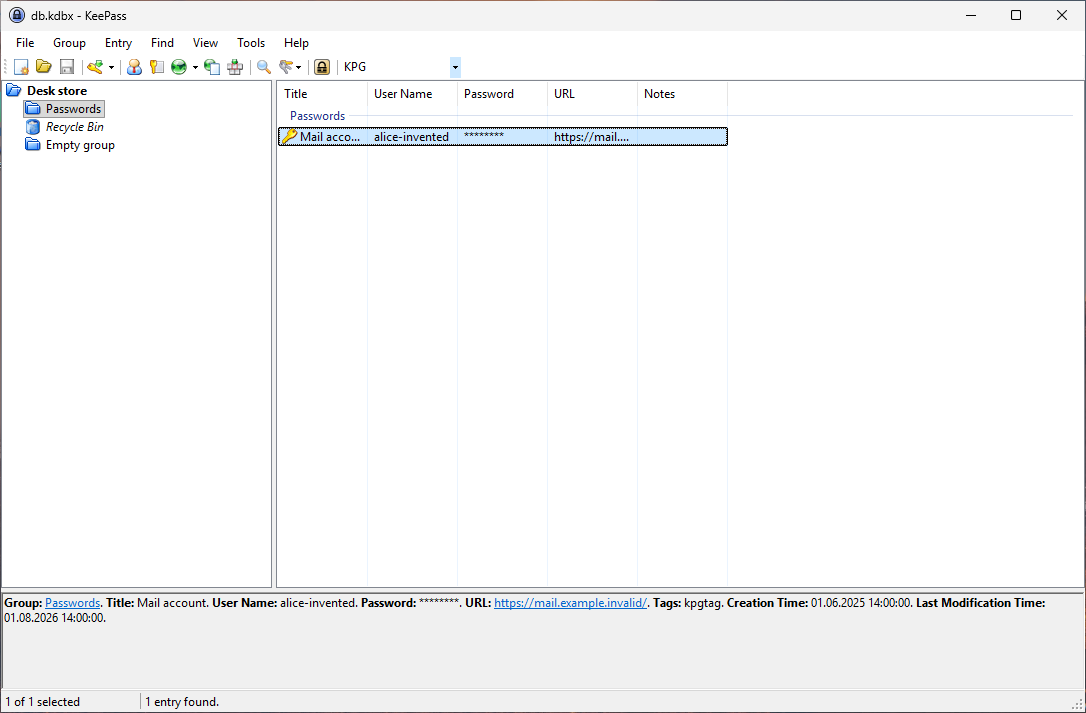 db.kdbx - KeePass
File Group Entry Find View Tools Help
KPG
Desk store
Passwords
Recycle Bin
Empty group
Title User Name Password URL Notes
Passwords
Mail acco... alice-invented ******** https://mail....
Group: Passwords. Title: Mail account. User Name: alice-invented. Password: ********. URL: https://mail.example.invalid/. Tags: kpgtag. Creation Time: 01.06.2025 14:00:00. Last Modification Time:
01.08.2026 14:00:00.
1 of 1 selected 1 entry found.